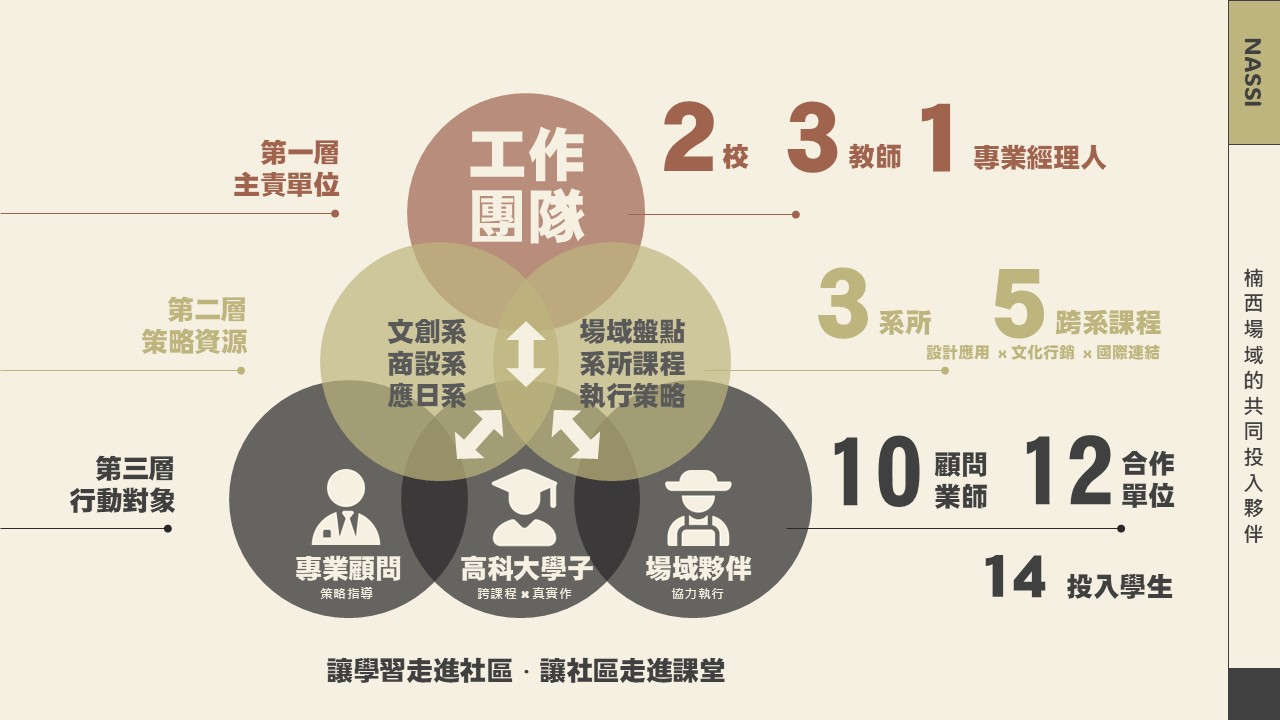 NASSI
楠西場域的共同投入夥伴
第一層
主責單位
工作
團隊
2校 3教師 1專業經理人
第二層
策略資源
文創系
商設系
應日系
場域盤點
系所課程
執行策略
3系所 5跨系課程
設計應用 x 文化行銷 x 國際連結
第三層
行動對象
專業顧問
策略指導
高科大學子
跨課程 x 真實作
場域夥伴
協力執行
10顧問業師 12合作單位
14 投入學生
讓學習走進社區 · 讓社區走進課堂